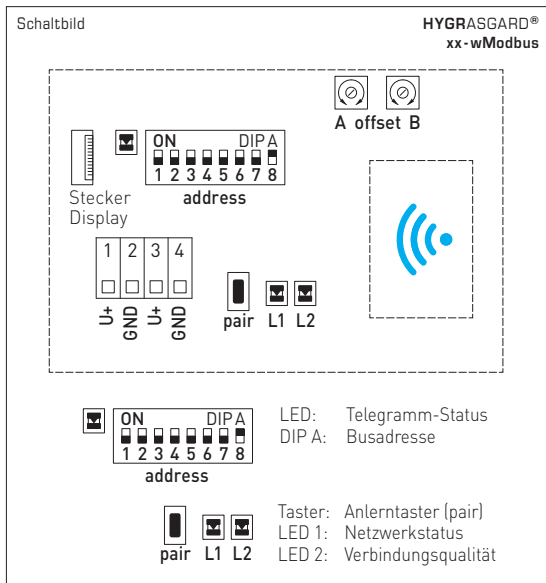 Schaltbild
HYGRASGARD®
xx-wModbus
A offset B
ON DIP A
1 2 3 4 5 6 7 8
address
Stecker
Display
1 2 3 4
U+ GND U+ GND
pair L1 L2
ON DIP A
1 2 3 4 5 6 7 8
address
LED: Telegramm-Status
DIP A: Busadresse
pair L1 L2
Taster: Anlerntaster (pair)
LED 1: Netzwerkstatus
LED 2: Verbindungsqualität